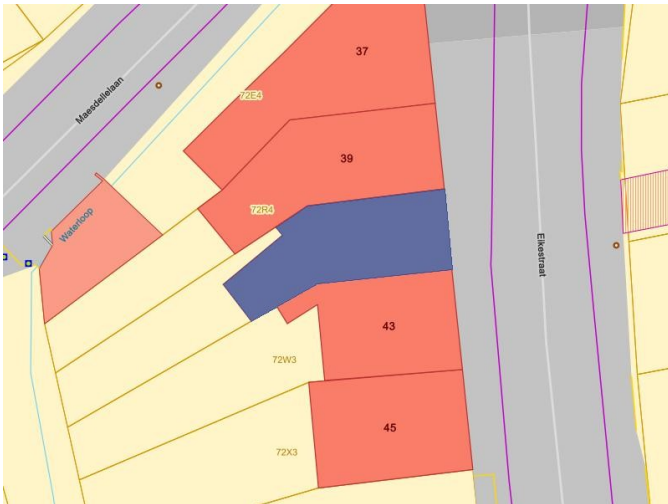 37
Maesdellelaan
72E4
39
72R4
Waterloop
Eikestraat
43
72W3
45
72X3